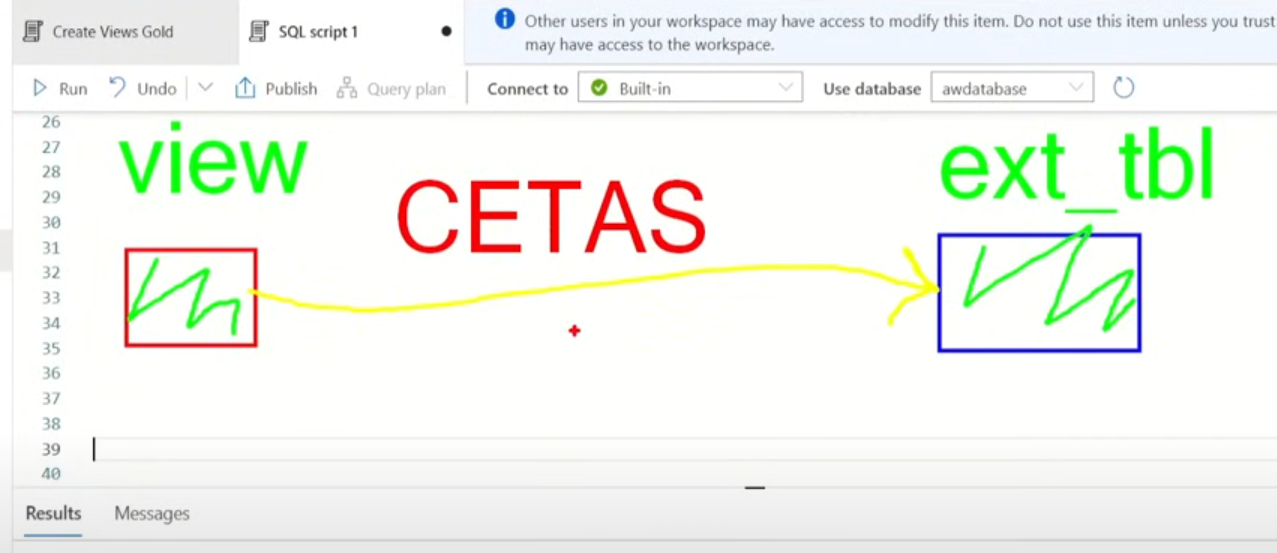 Create Views Gold
SQL script 1
Other users in your workspace may have access to modify this item. Do not use this item unless you trust
may have access to the workspace.
Run
Undo
Publish
Query plan
Connect to
Built-in
Use database
awdatabase
26
27
28
29
30
31
32
33
34
35
36
37
38
39
40
view
CETAS
ext_tbl
Results
Messages